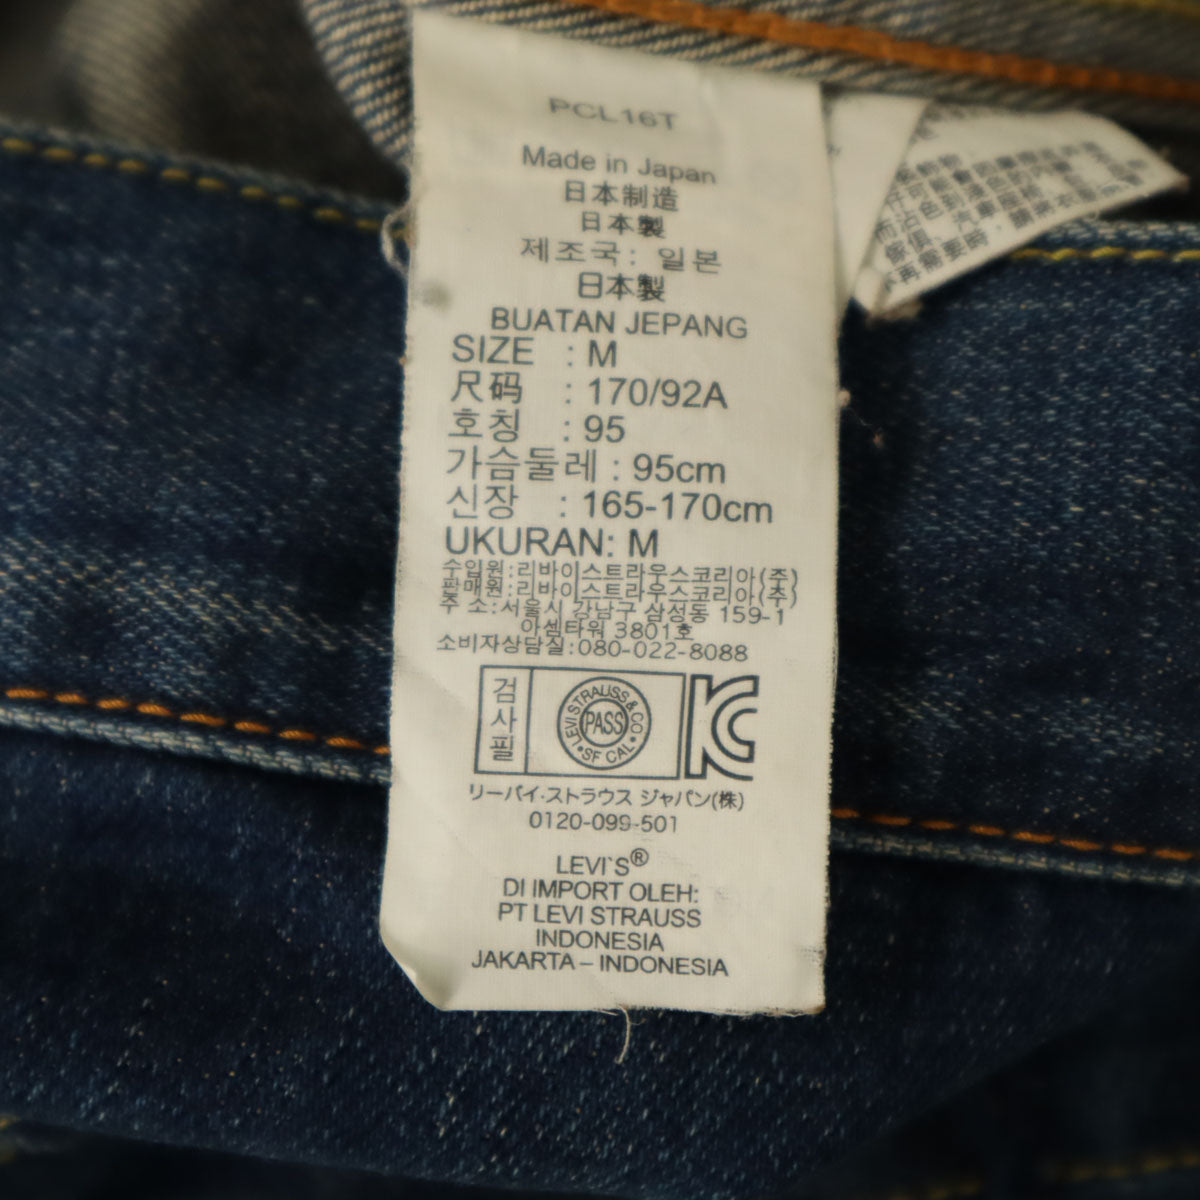 PCL16T
Made in Japan
日本制造
日本製
제조국: 일본
日本製
BUATAN JEPANG
SIZE : M
尺码 : 170/92A
호칭 : 95
가슴둘레 : 95cm
신장 : 165-170cm
UKURAN: M
수입원:리바이스트라우스코리아(주)
판매원:리바이스트라우스코리아(주)
주 소:서울시 강남구 삼성동 159-1
아셈타워 3801호
소비자상담실:080-022-8088
검사필
LEVI STRAUSS & CO
PASS
•SF CAL•
KC
リーバイ·ストラウス ジャパン(株)
0120-099-501
LEVI`S®
DI IMPORT OLEH:
PT LEVI STRAUSS
INDONESIA
JAKARTA – INDONESIA